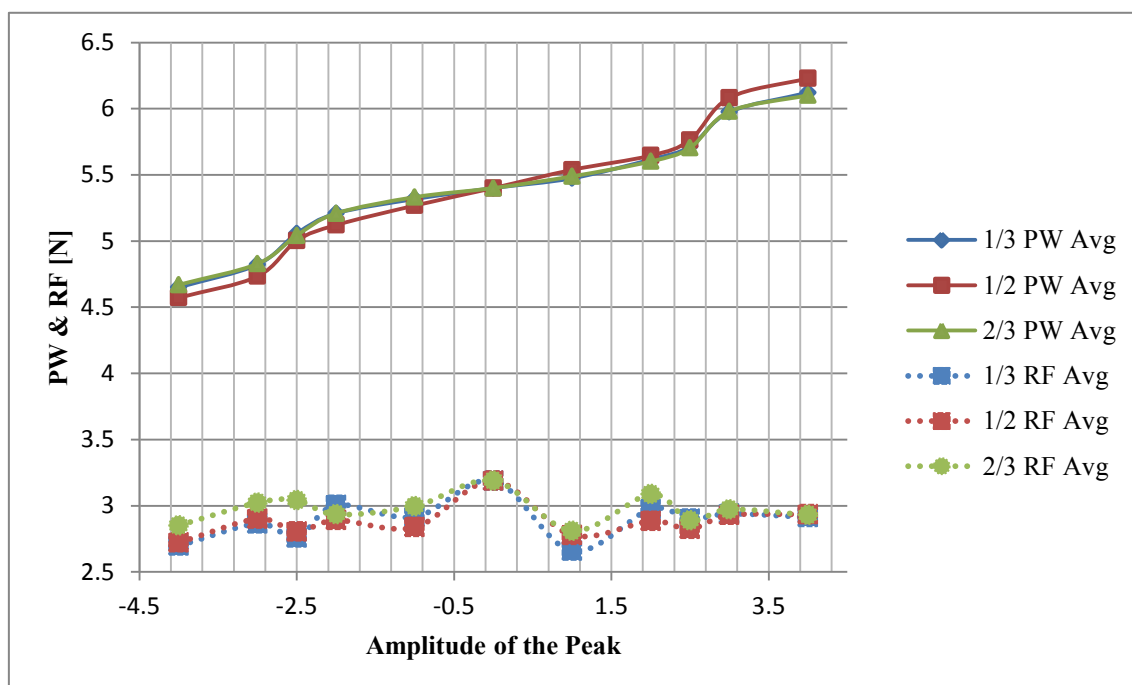 6.5
6
5.5
5
4.5
4
3.5
3
2.5
PW & RF [N]
-4.5 -2.5 -0.5 1.5 3.5
Amplitude of the Peak
1/3 PW Avg
1/2 PW Avg
2/3 PW Avg
1/3 RF Avg
1/2 RF Avg
2/3 RF Avg